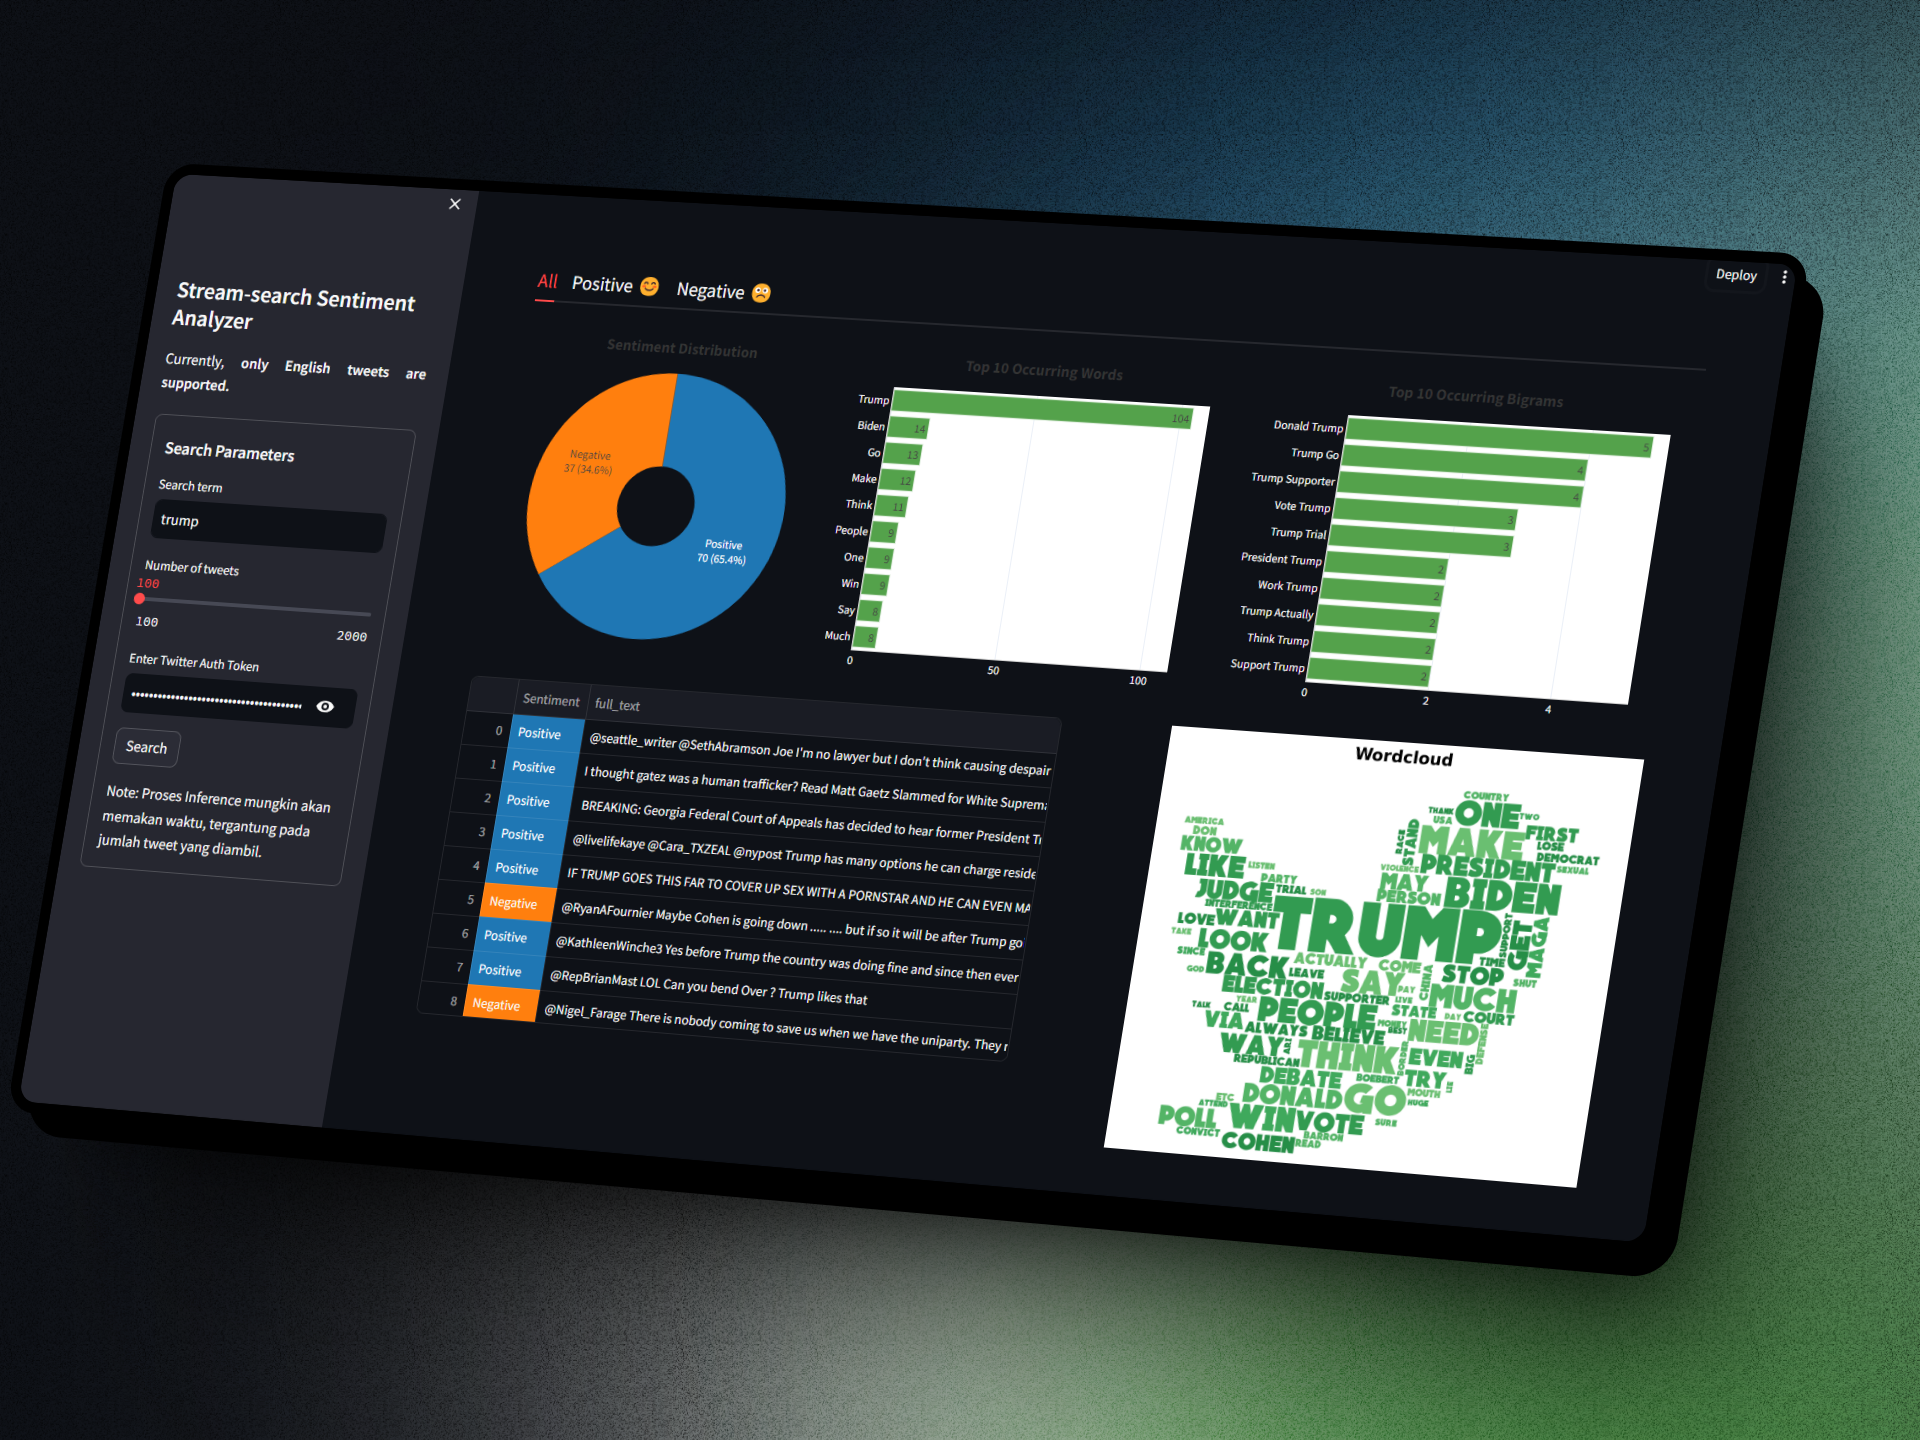 Stream-search Sentiment
Analyzer
Currently, only English tweets are
supported.
Search Parameters
Search term
trump
Number of tweets
100
100 2000
Enter Twitter Auth Token
Search
Note: Proses Inference mungkin akan
memakan waktu, tergantung pada
jumlah tweet yang diambil.
Deploy
All Positive 😊 Negative 😟
Sentiment Distribution
Negative
37 (34.6%)
Positive
70 (65.4%)
Top 10 Occurring Words
Trump 104
Biden 14
Go 13
Make 12
Think 11
People 9
One 9
Win 9
Say 8
Much 8
0 50 100
Top 10 Occurring Bigrams
Donald Trump 5
Trump Go 4
Trump Supporter 4
Vote Trump 3
Trump Trial 3
President Trump 2
Work Trump 2
Trump Actually 2
Think Trump 2
Support Trump 2
0 2 4
Sentiment full_text
0 Positive @seattle_writer @SethAbramson Joe I'm no lawyer but I don't think causing despair
1 Positive I thought gatez was a human trafficker? Read Matt Gaetz Slammed for White Suprema
2 Positive BREAKING: Georgia Federal Court of Appeals has decided to hear former President Tr
3 Positive @livelifekaye @Cara_TXZEAL @nypost Trump has many options he can charge reside
4 Positive IF TRUMP GOES THIS FAR TO COVER UP SEX WITH A PORNSTAR AND HE CAN EVEN MA
5 Negative @RyanAFournier Maybe Cohen is going down ..... .... but if so it will be after Trump go
6 Positive @KathleenWinche3 Yes before Trump the country was doing fine and since then ever
7 Positive @RepBrianMast LOL Can you bend Over ? Trump likes that
8 Negative @Nigel_Farage There is nobody coming to save us when we have the uniparty. They r
Wordcloud
COUNTRY
THANK ONE TWO
USA
AMERICA
DON
KNOW
RACE
STAND
MAKE
FIRST
LOSE
DEMOCRAT
LIKE
LISTEN
VIOLENCE
PRESIDENT
SEXUAL
PARTY
JUDGE
TRIAL
SON
MAY
PERSON
BIDEN
INTERFERENCE
LOVE
WANT
TRUMP
SUPPORT
GET
MAGA
TAKE
LOOK
SINCE
ACTUALLY
COME
TIME
GOD
BACK
LEAVE
SAY
CHINA
STOP
SHUT
ELECTION
SUPPORTER
PAY
LIVE
MUCH
YEAR
TALK
CALL
PEOPLE
STATE
DAY
COURT
VIA
ALWAYS
BELIEVE
MONEY
BEST
NEED
DEFENSE
WAY
ART
REPUBLICAN
THINK
BORDER
EVEN
BIG
DEBATE
BOEBERT
TRY
LIE
ETC
DONALD
GO
MOUTH
HUGE
ATTEND
POLL
WIN
VOTE
SURE
CONVICT
COHEN
BARRON
READ